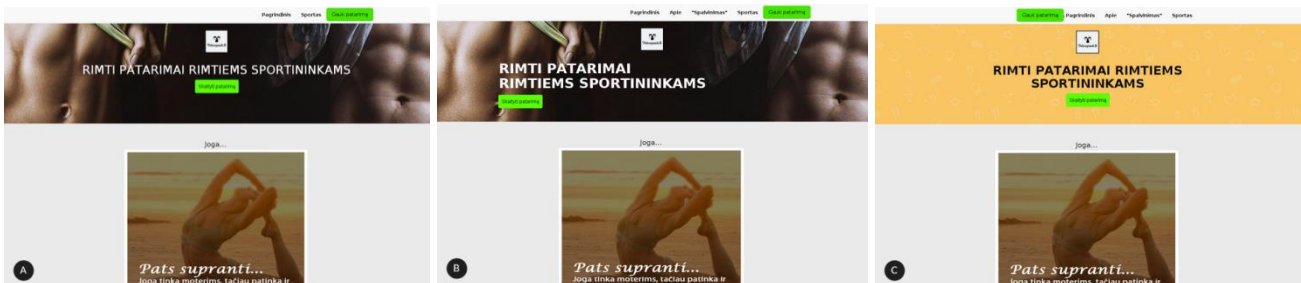 Pagrindinis Sportas Gauk patarimą
RIMTI PATARIMAI RIMTIEMS SPORTININKAMS
Skaityti patarimą
Joga...
Pats supranti...
Joga tinka moterims, tačiau patinka ir
A
Pagrindinis Apie "Spalvinimas" Sportas Gauk patarimą
RIMTI PATARIMAI
RIMTIEMS SPORTININKAMS
Skaityti patarimą
Joga...
Pats supranti...
Joga tinka moterims, tačiau patinka ir
B
Gauk patarimą Pagrindinis Apie "Spalvinimas" Sportas
RIMTI PATARIMAI RIMTIEMS
SPORTININKAMS
Skaityti patarimą
Joga...
Pats supranti...
Joga tinka moterims, tačiau patinka ir
C